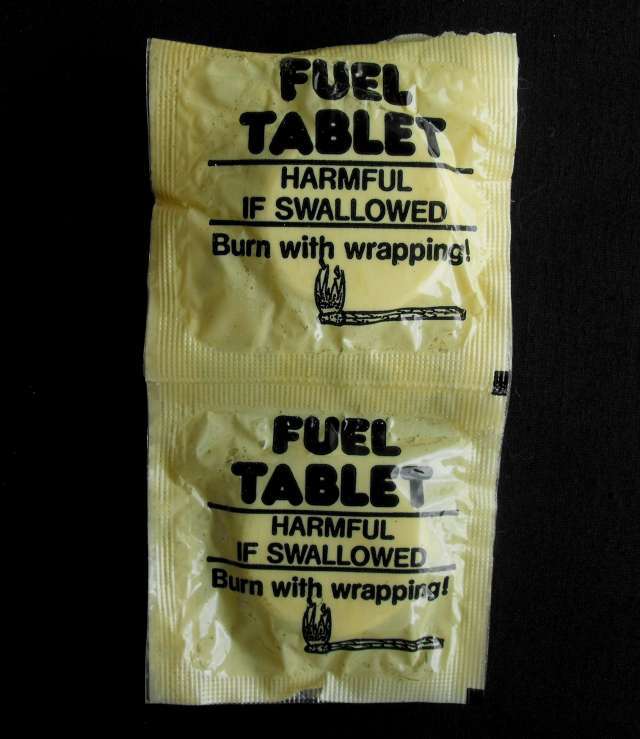 FUEL
TABLET
HARMFUL
IF SWALLOWED
Burn with wrapping!
FUEL
TABLET
HARMFUL
IF SWALLOWED
Burn with wrapping!